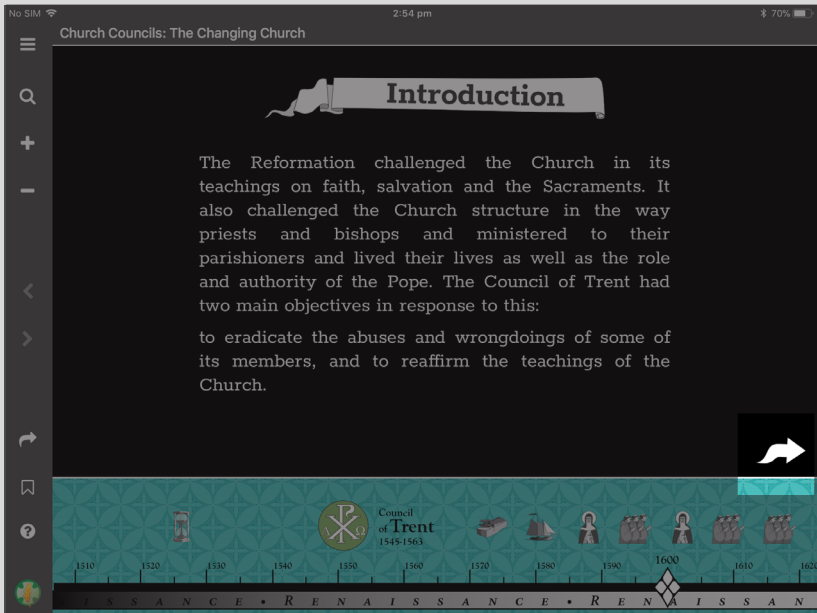 No SIM 2:54 pm 70%
Church Councils: The Changing Church
Introduction
The Reformation challenged the Church in its
teachings on faith, salvation and the Sacraments. It
also challenged the Church structure in the way
priests and bishops and ministered to their
parishioners and lived their lives as well as the role
and authority of the Pope. The Council of Trent had
two main objectives in response to this:
to eradicate the abuses and wrongdoings of some of
its members, and to reaffirm the teachings of the
Church.
Council
of Trent
1545-1563
1510 1520 1530 1540 1550 1560 1570 1580 1590 1600 1610 1620
ISSANCE • RENAISSANCE • RENAISSAN